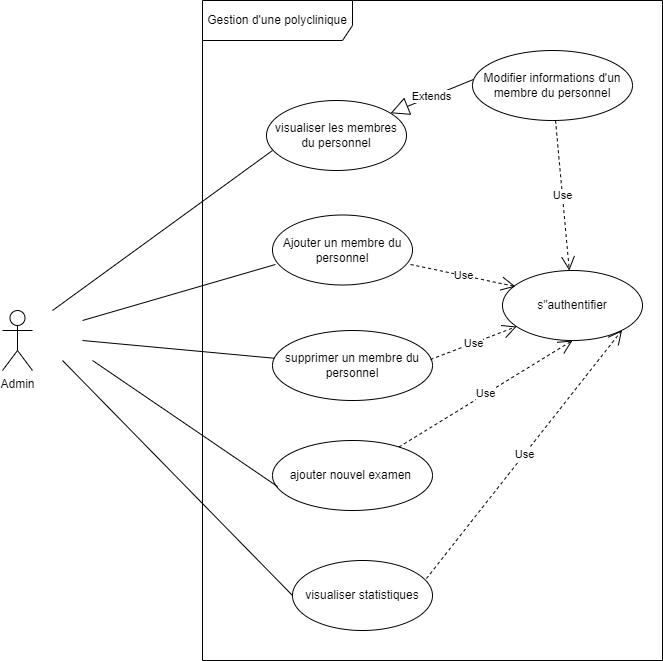 Gestion d'une polyclinique
Modifier informations d'un
membre du personnel
Extends
visualiser les membres
du personnel
Use
Ajouter un membre du
personnel
Use
s"authentifier
Use
supprimer un membre du
personnel
Admin
Use
ajouter nouvel examen
Use
visualiser statistiques